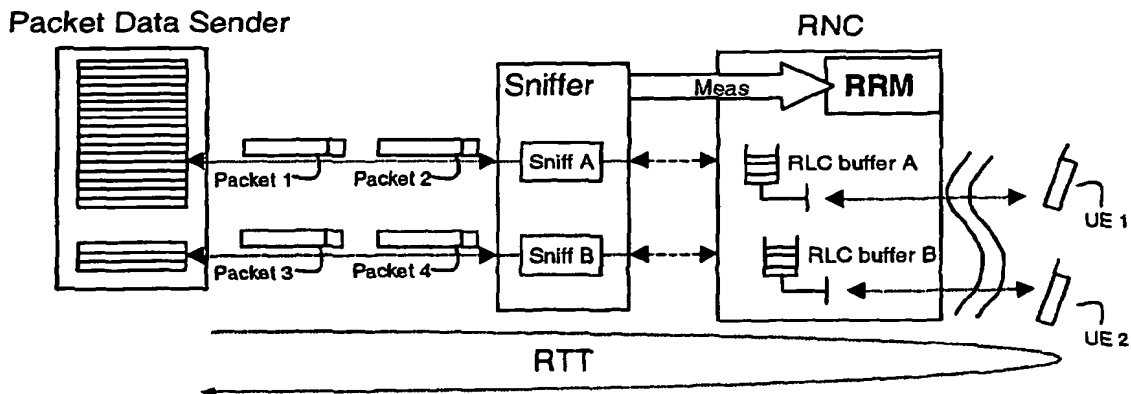 Packet Data Sender
RNC
Sniffer
Meas
RRM
Sniff A
RLC buffer A
Packet 1
Packet 2
UE 1
Sniff B
RLC buffer B
Packet 3
Packet 4
UE 2
RTT